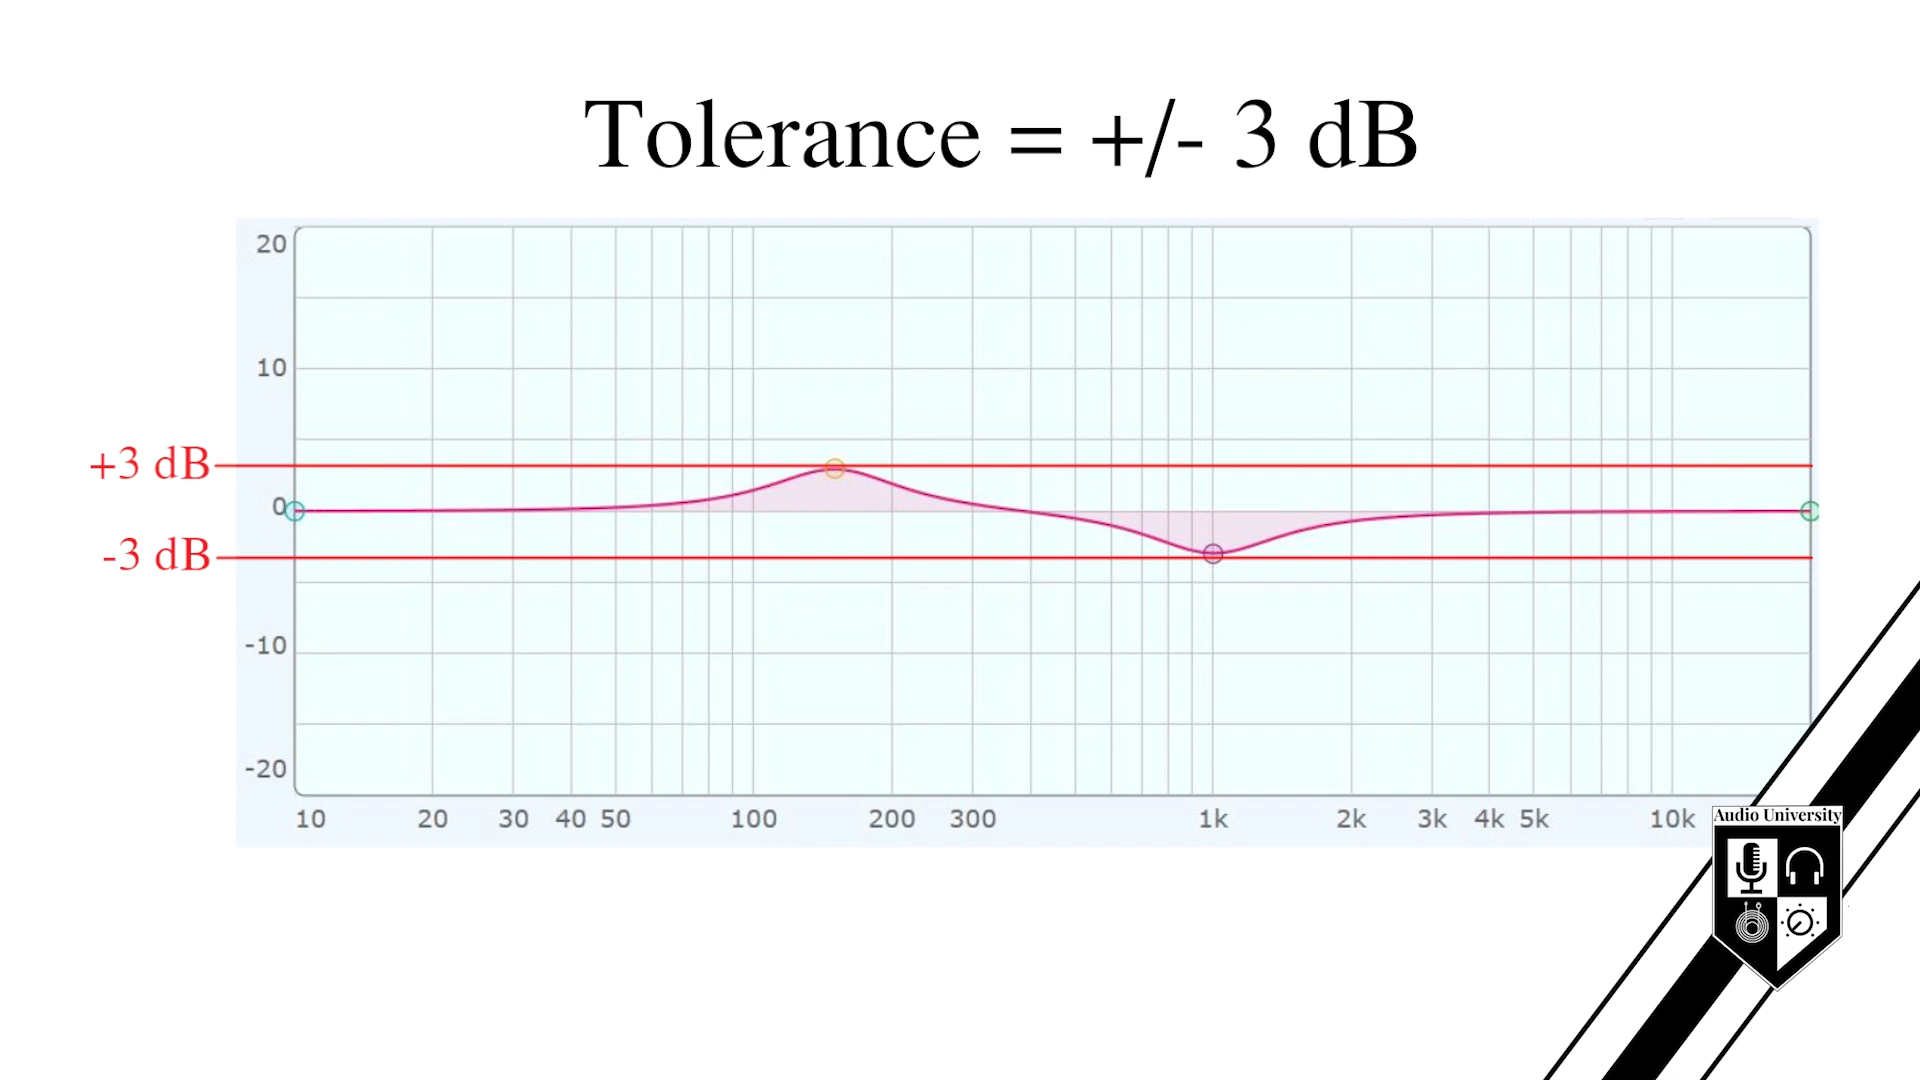 Tolerance = +/- 3 dB
20
10
+3 dB
0
-3 dB
-10
-20
10 20 30 40 50 100 200 300 1k 2k 3k 4k 5k 10k
Audio University